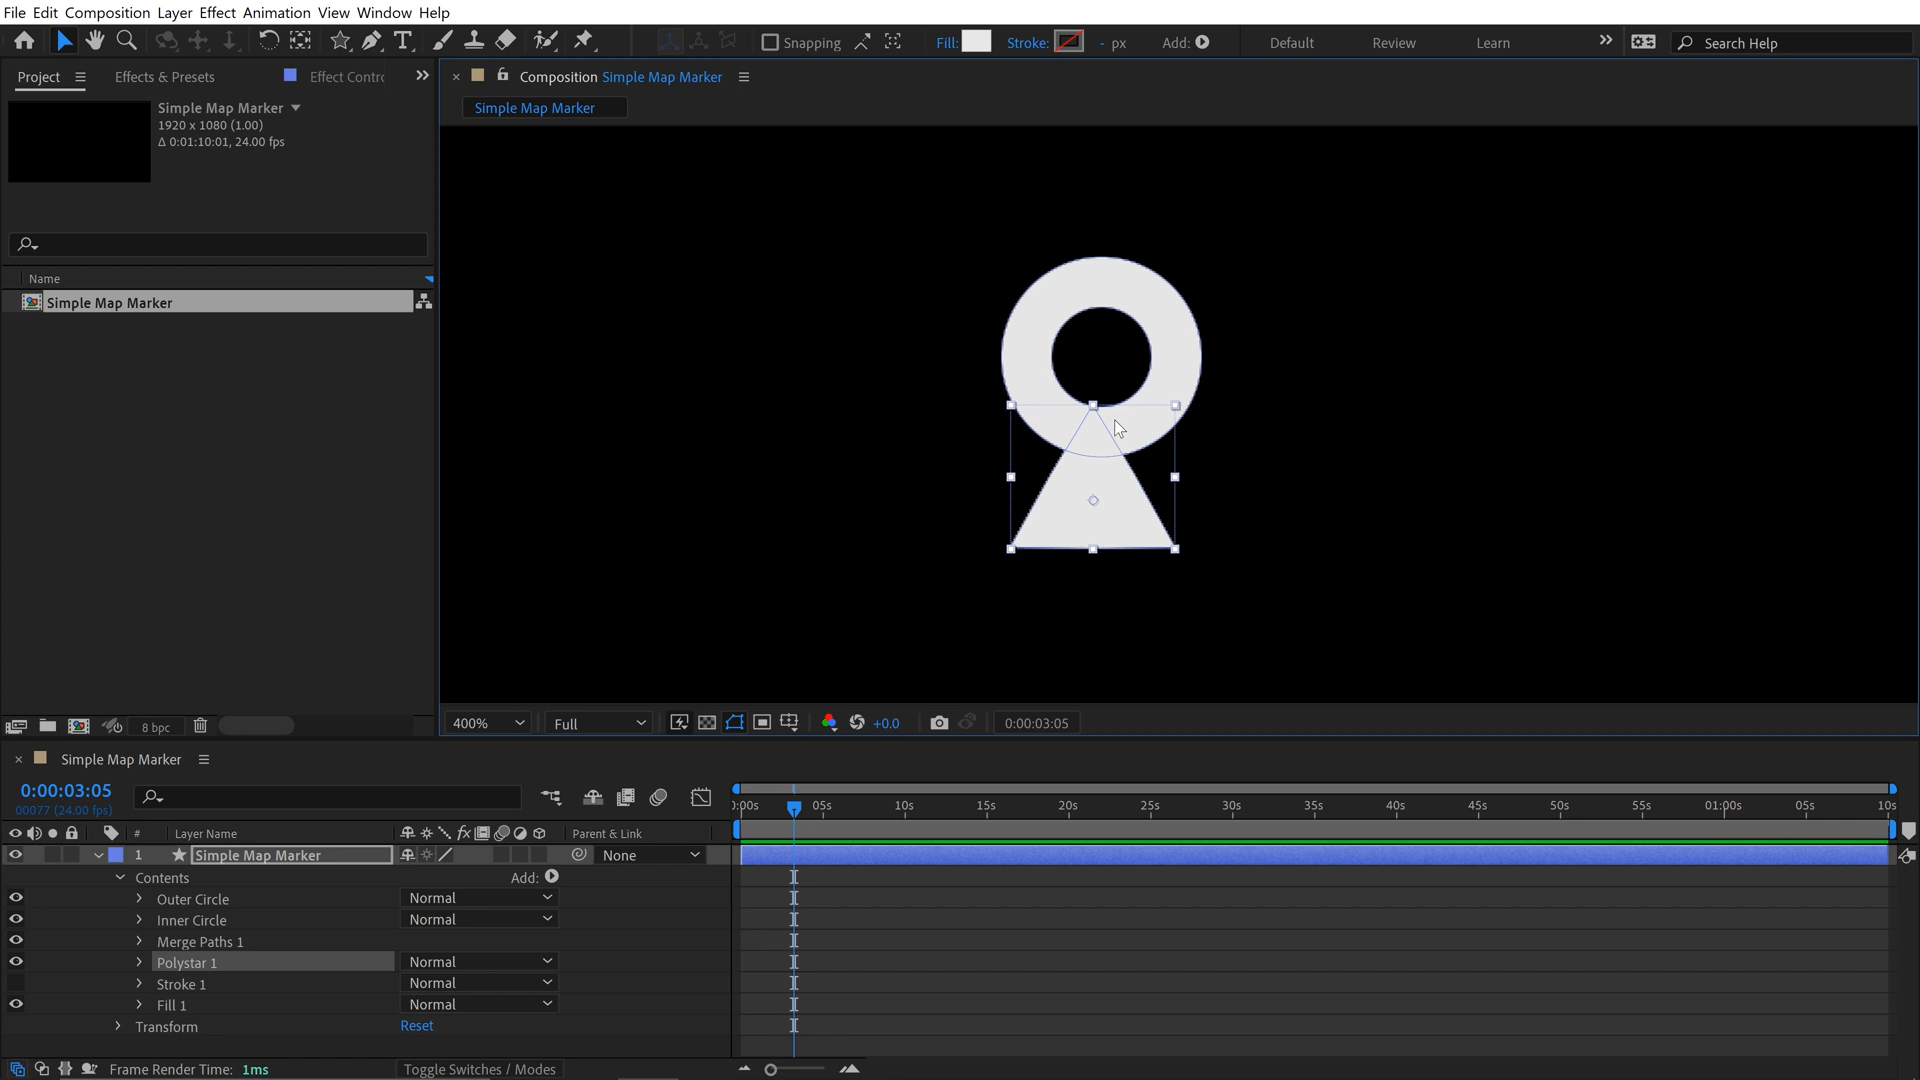 File Edit Composition Layer Effect Animation View Window Help
Snapping
Fill: Stroke: - px Add:
Default Review Learn
Search Help
Project Effects & Presets Effect Contro
Composition Simple Map Marker
Simple Map Marker
Simple Map Marker
1920 x 1080 (1.00)
Δ 0:01:10:01, 24.00 fps
Name
Simple Map Marker
8 bpc
400% Full +0.0 0:00:03:05
Simple Map Marker
0:00:03:05
00077 (24.00 fps)
):00s 05s 10s 15s 20s 25s 30s 35s 40s 45s 50s 55s 01:00s 05s 10s
# Layer Name fx Parent & Link
1 Simple Map Marker None
Contents Add:
Outer Circle Normal
Inner Circle Normal
Merge Paths 1
Polystar 1 Normal
Stroke 1 Normal
Fill 1 Normal
Transform Reset
Frame Render Time: 1ms Toggle Switches / Modes